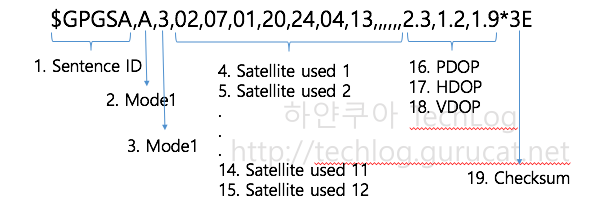 $GPGSA,A,3,02,07,01,20,24,04,13,,,,,,2.3,1.2,1.9*3E
1. Sentence ID
2. Mode1
3. Mode1
4. Satellite used 1
5. Satellite used 2
.
.
.
14. Satellite used 11
15. Satellite used 12
16. PDOP
17. HDOP
18. VDOP
19. Checksum
하얀쿠아 TechLog
http://techlog.gurucat.net